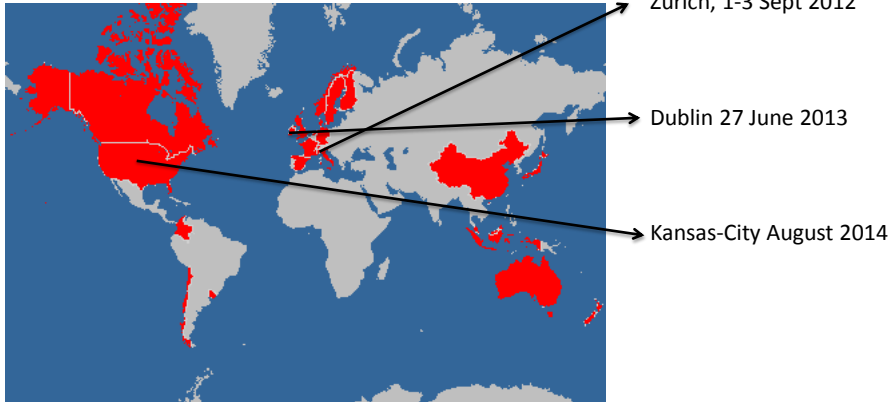 Zurich, 1-3 Sept 2012
Dublin 27 June 2013
Kansas-City August 2014